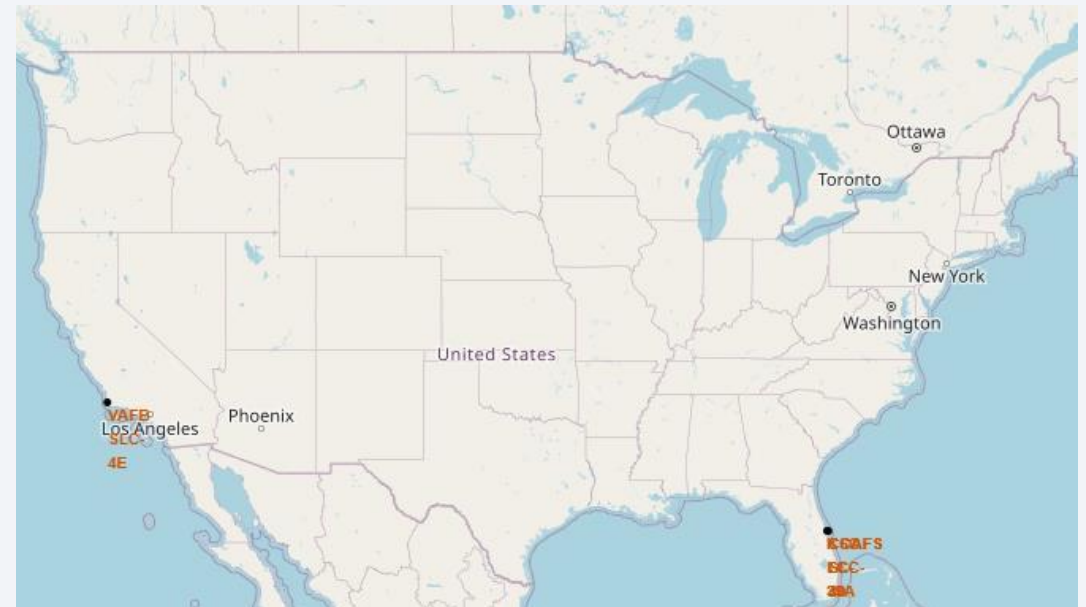 Ottawa
Toronto
New York
Washington
United States
Phoenix
VAFB
Los Angeles
SLC-
4E